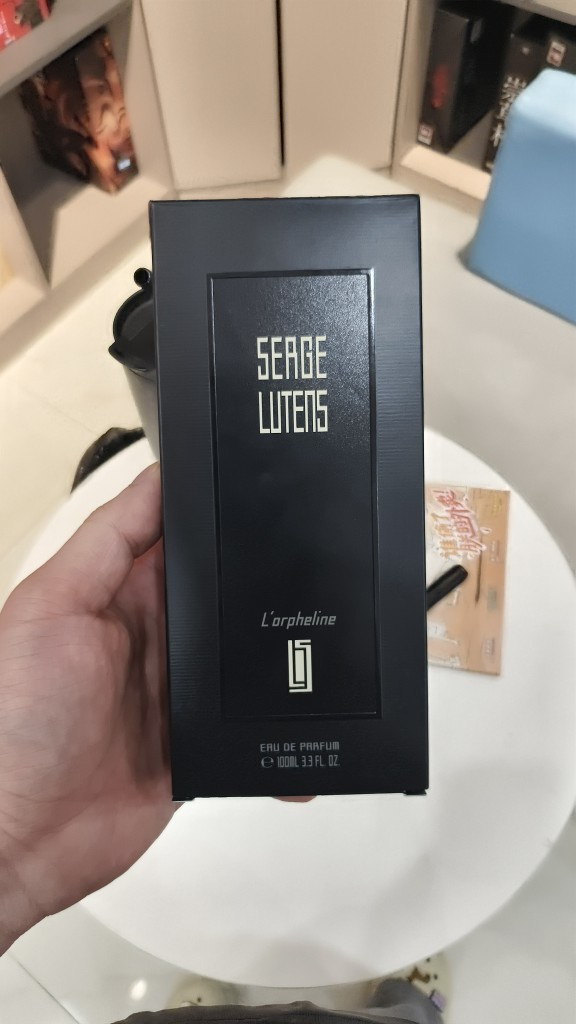 SERGE
LUTENS
L'orpheline
EAU DE PARFUM
℮ 100ML 3.3 FL. OZ.